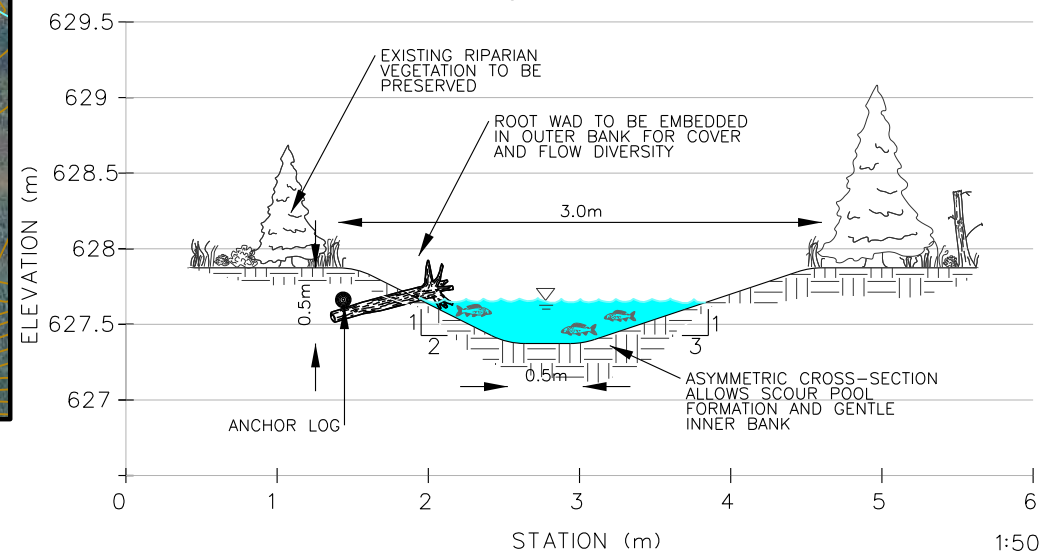 629.5
629
628.5
628
627.5
627
ELEVATION (m)
EXISTING RIPARIAN
VEGETATION TO BE
PRESERVED
ROOT WAD TO BE EMBEDDED
IN OUTER BANK FOR COVER
AND FLOW DIVERSITY
3.0m
0.5m
1
2
1
3
0.5m
ANCHOR LOG
ASYMMETRIC CROSS-SECTION
ALLOWS SCOUR POOL
FORMATION AND GENTLE
INNER BANK
0 1 2 3 4 5 6
STATION (m)
1:50